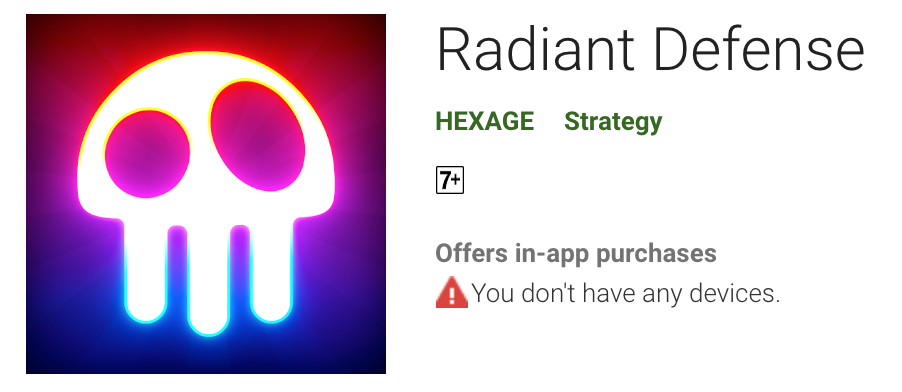 Radiant Defense
HEXAGE Strategy
7+
Offers in-app purchases
You don't have any devices.